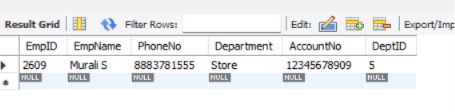 Result Grid Filter Rows: Edit: Export/Imp
EmpID EmpName PhoneNo Department AccountNo DeptID
2609 Murali S 8883781555 Store 12345678909 5
NULL NULL NULL NULL NULL NULL